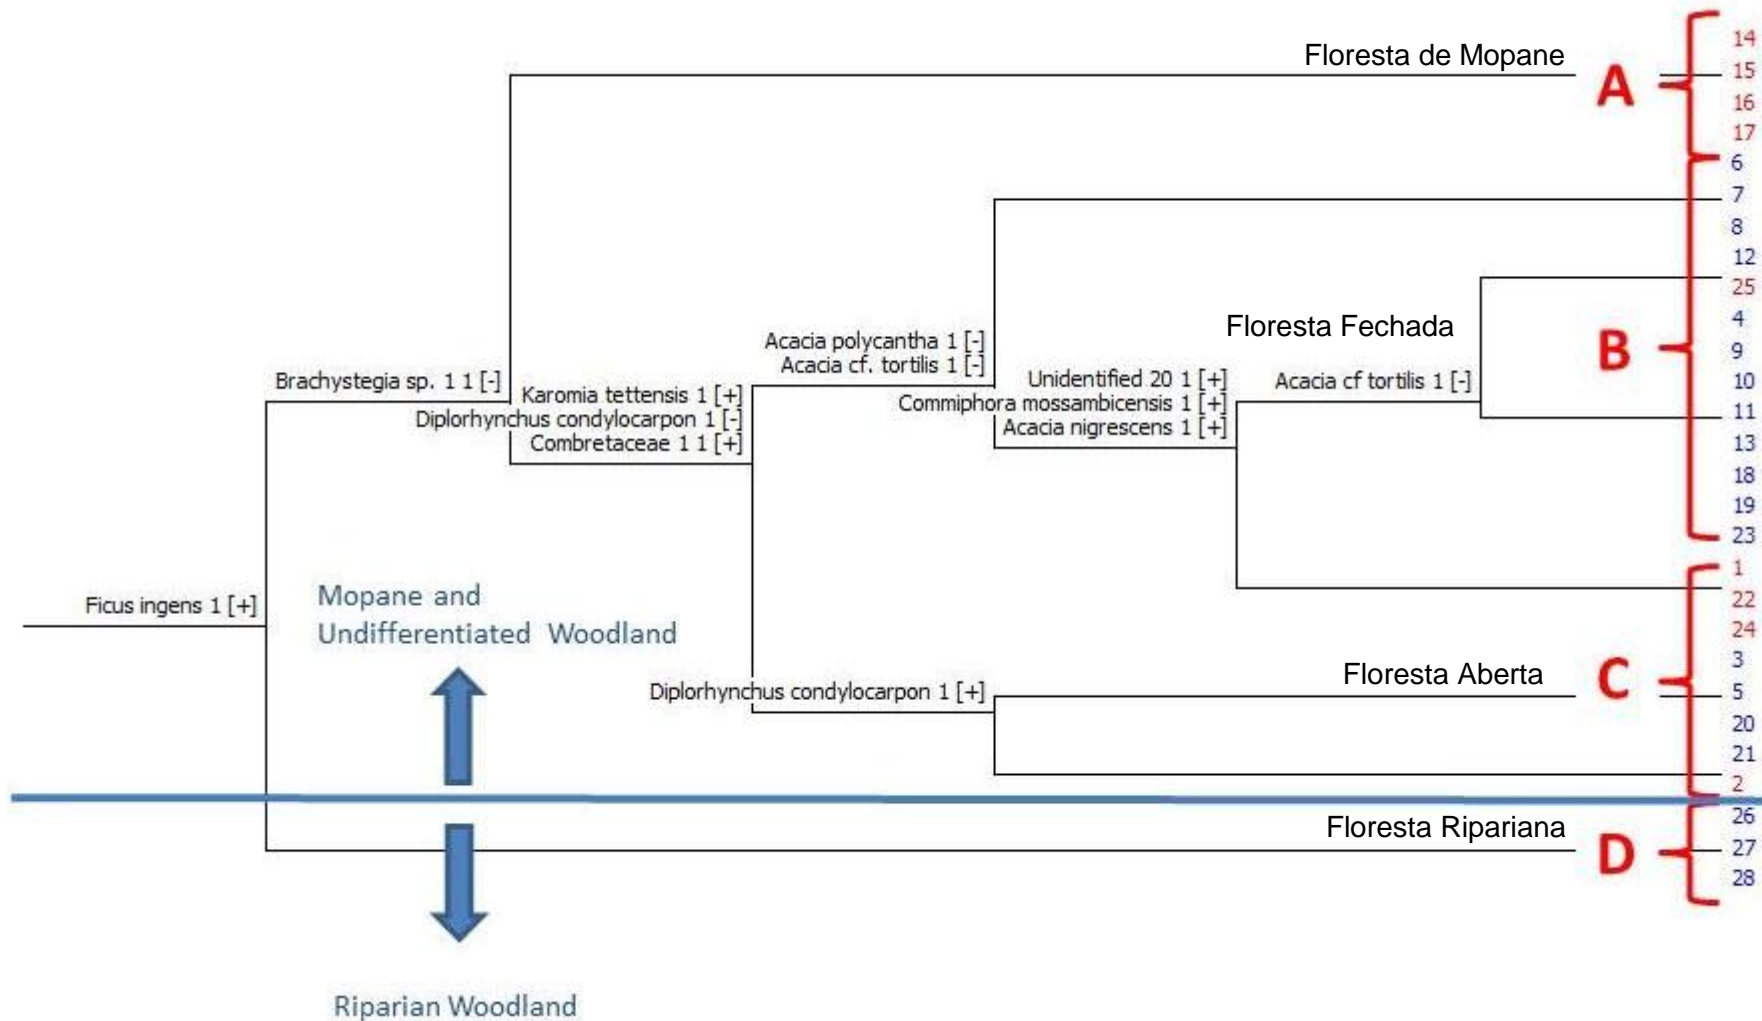 Floresta de Mopane
A
14
15
16
17
6
7
8
12
25
4
9
10
11
13
18
19
23
B
Floresta Fechada
Acacia polycantha 1 [-]
Acacia cf. tortilis 1 [-]
Unidentified 20 1 [+]
Commiphora mossambicensis 1 [+]
Acacia nigrescens 1 [+]
Acacia cf tortilis 1 [-]
Brachystegia sp. 1 1 [-]
Karomia tettensis 1 [+]
Diplorhynchus condylocarpon 1 [-]
Combretaceae 1 1 [+]
Ficus ingens 1 [+]
Mopane and
Undifferentiated Woodland
1
22
24
3
5
20
21
2
Floresta Aberta
C
Diplorhynchus condylocarpon 1 [+]
Floresta Ripariana
D
26
27
28
Riparian Woodland